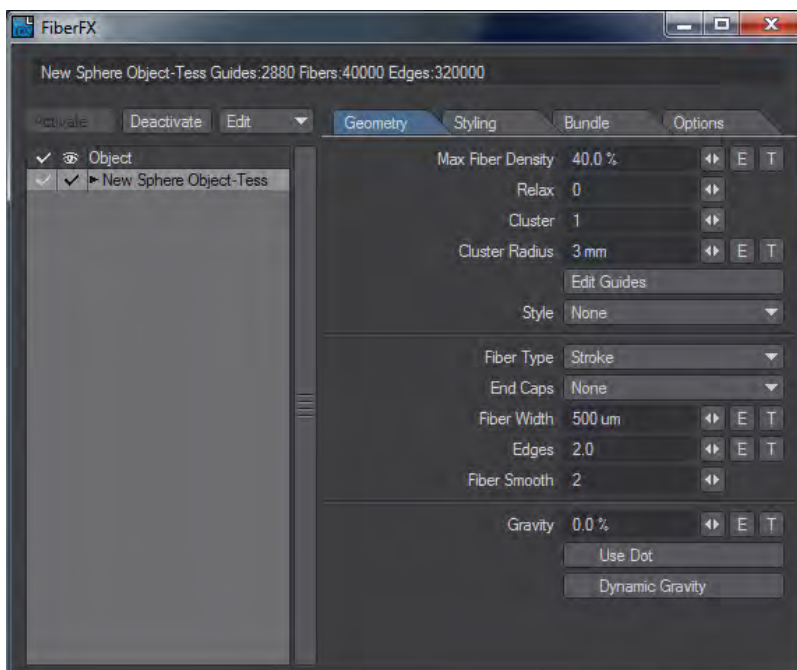 FiberFX
New Sphere Object-Tess Guides:2880 Fibers:40000 Edges:320000
Activate Deactivate Edit
Geometry Styling Bundle Options
Object
New Sphere Object-Tess
Max Fiber Density 40.0 % E T
Relax 0
Cluster 1
Cluster Radius 3 mm E T
Edit Guides
Style None
Fiber Type Stroke
End Caps None
Fiber Width 500 um E T
Edges 2.0 E T
Fiber Smooth 2
Gravity 0.0 % E T
Use Dot
Dynamic Gravity